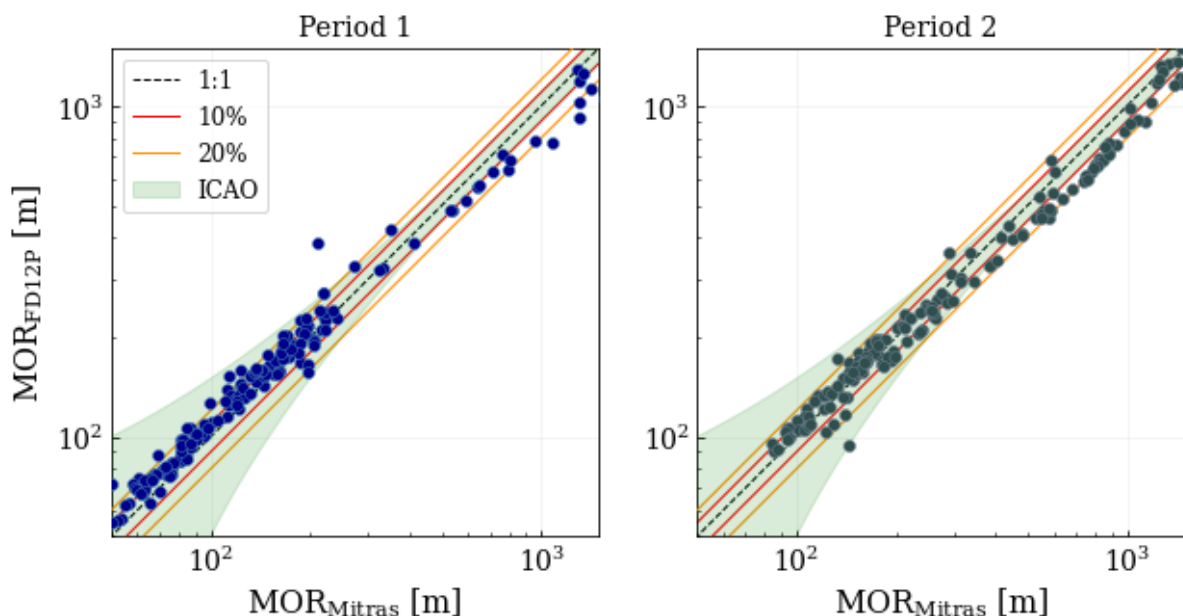 Period 1
Period 2
1:1
10%
20%
ICAO
MOR_FD12P [m]
10³
10²
10²
10³
10³
10²
10²
10³
MOR_Mitras [m]
MOR_Mitras [m]